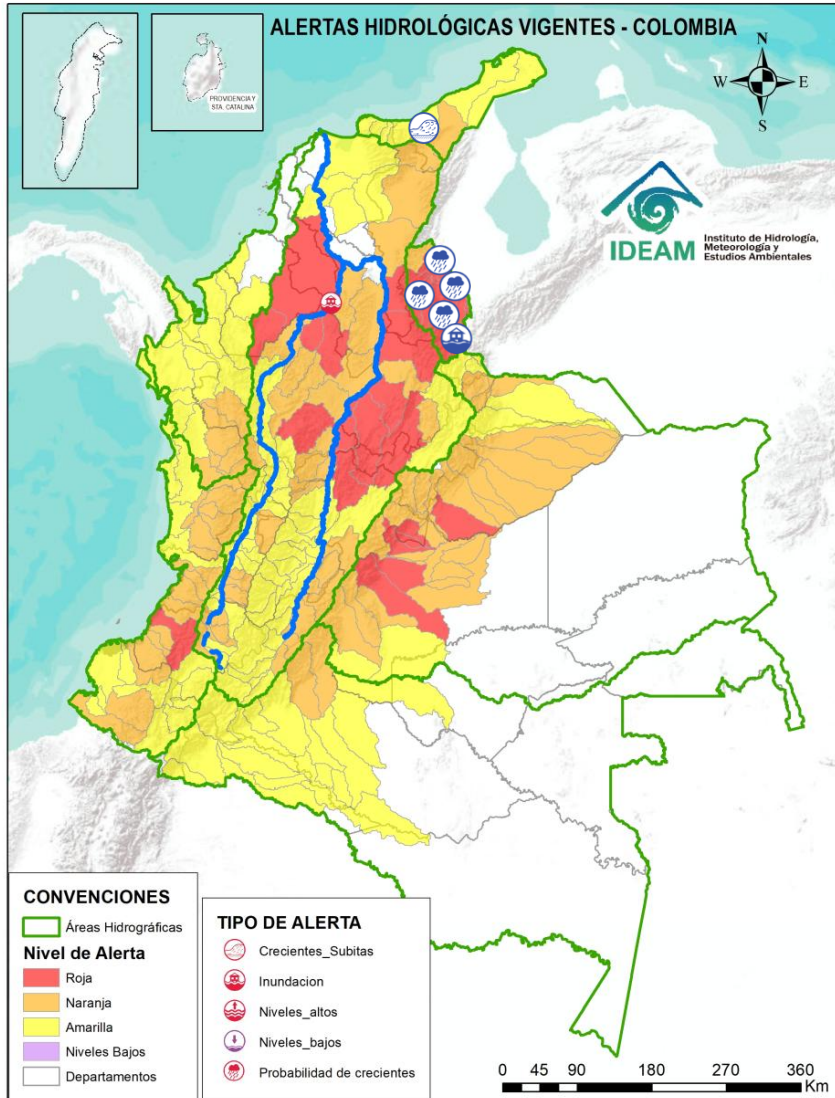 ALERTAS HIDROLÓGICAS VIGENTES - COLOMBIA
PROVIDENCIA Y
STA. CATALINA
N
W
E
S
IDEAM
Instituto de Hidrología,
Meteorología y
Estudios Ambientales
CONVENCIONES
Áreas Hidrográficas
Nivel de Alerta
Roja
Naranja
Amarilla
Niveles Bajos
Departamentos
TIPO DE ALERTA
Crecientes_Subitas
Inundacion
Niveles_altos
Niveles_bajos
Probabilidad de crecientes
0 45 90 180 270 360
Km